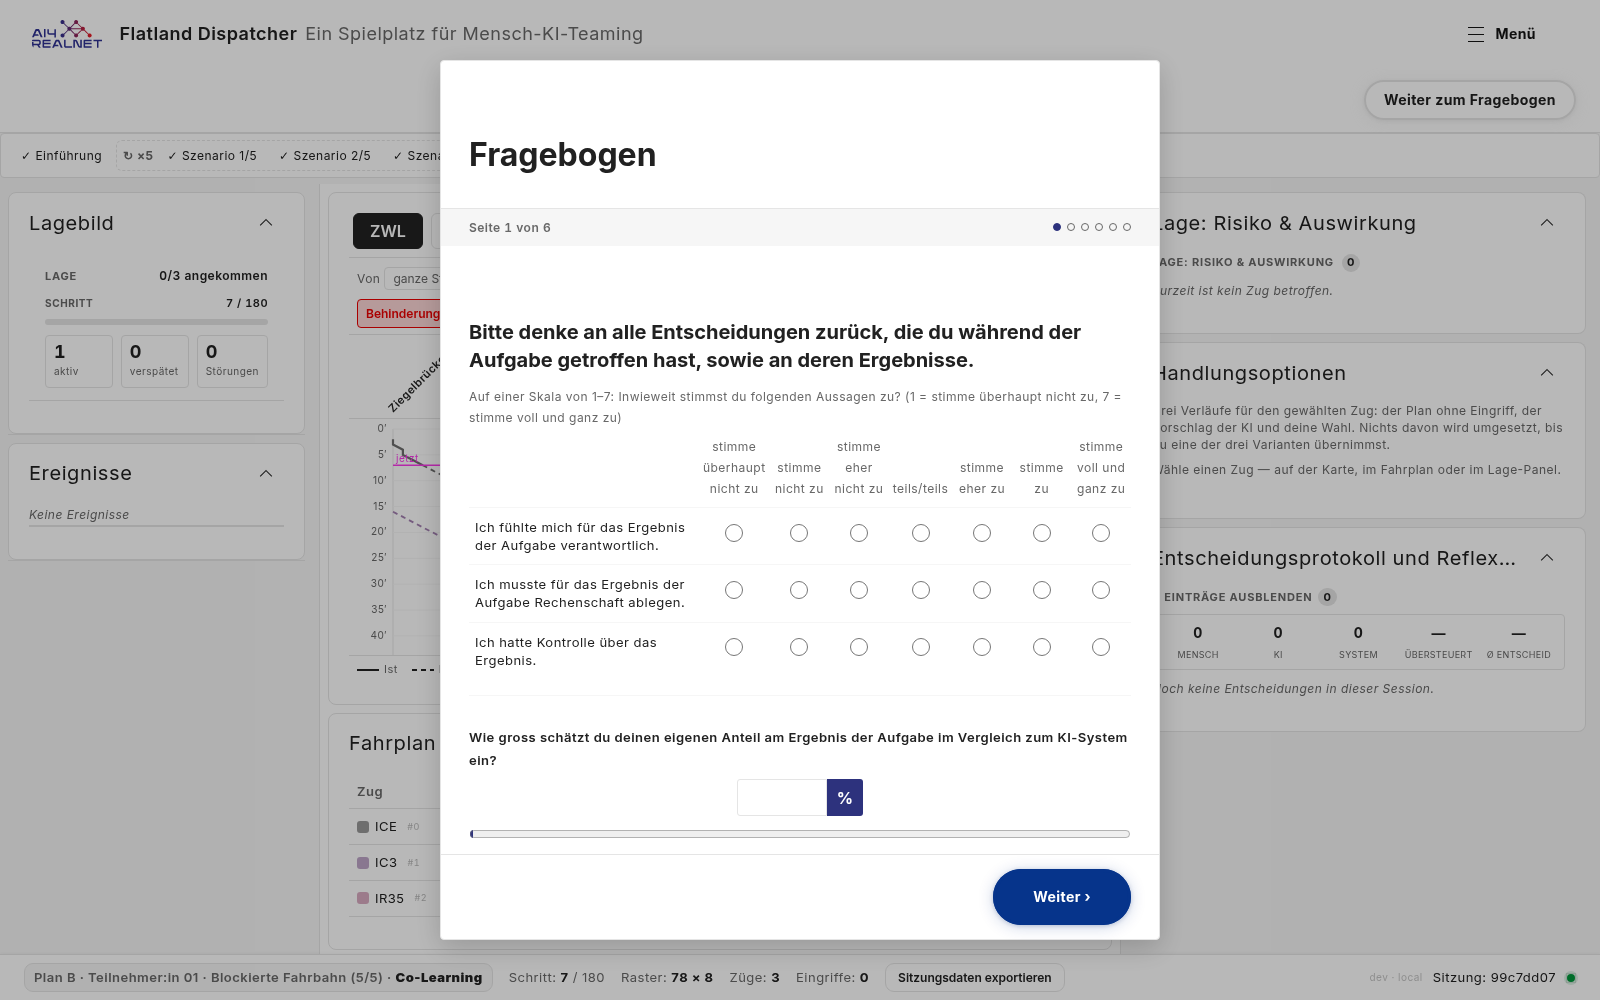 AI4
REALNET
Flatland Dispatcher Ein Spielplatz für Mensch-KI-Teaming
Menü
Weiter zum Fragebogen
✓ Einführung
↻ ×5
✓ Szenario 1/5
✓ Szenario 2/5
Lagebild
LAGE 0/3 angekommen
SCHRITT 7 / 180
1 0 0
aktiv verspätet Störungen
Ereignisse
Keine Ereignisse
ZWL
Von ganze
Behinderung
Ziegelbrücke
0'
5'
jetzt
10'
15'
20'
25'
30'
35'
40'
Ist
Fahrplan
Zug
ICE #0
IC3 #1
IR35 #2
Fragebogen
Seite 1 von 6
Bitte denke an alle Entscheidungen zurück, die du während der
Aufgabe getroffen hast, sowie an deren Ergebnisse.
Auf einer Skala von 1–7: Inwieweit stimmst du folgenden Aussagen zu? (1 = stimme überhaupt nicht zu, 7 =
stimme voll und ganz zu)
stimme überhaupt nicht zu
stimme nicht zu
stimme eher nicht zu
teils/teils
stimme eher zu
stimme zu
stimme voll und ganz zu
Ich fühlte mich für das Ergebnis
der Aufgabe verantwortlich.
Ich musste für das Ergebnis der
Aufgabe Rechenschaft ablegen.
Ich hatte Kontrolle über das
Ergebnis.
Wie gross schätzt du deinen eigenen Anteil am Ergebnis der Aufgabe im Vergleich zum KI-System
ein?
%
Weiter ›
Lage: Risiko & Auswirkung
LAGE: RISIKO & AUSWIRKUNG 0
zurzeit ist kein Zug betroffen.
Handlungsoptionen
Drei Verläufe für den gewählten Zug: der Plan ohne Eingriff, der
Vorschlag der KI und deine Wahl. Nichts davon wird umgesetzt, bis
du eine der drei Varianten übernimmst.
Wähle einen Zug — auf der Karte, im Fahrplan oder im Lage-Panel.
Entscheidungsprotokoll und Reflex...
EINTRÄGE AUSBLENDEN 0
0 0 0 — —
MENSCH KI SYSTEM ÜBERSTEUERT Ø ENTSCHEID
Noch keine Entscheidungen in dieser Session.
Plan B · Teilnehmer:in 01 · Blockierte Fahrbahn (5/5) · Co-Learning
Schritt: 7 / 180
Raster: 78 × 8
Züge: 3
Eingriffe: 0
Sitzungsdaten exportieren
dev · local
Sitzung: 99c7dd07